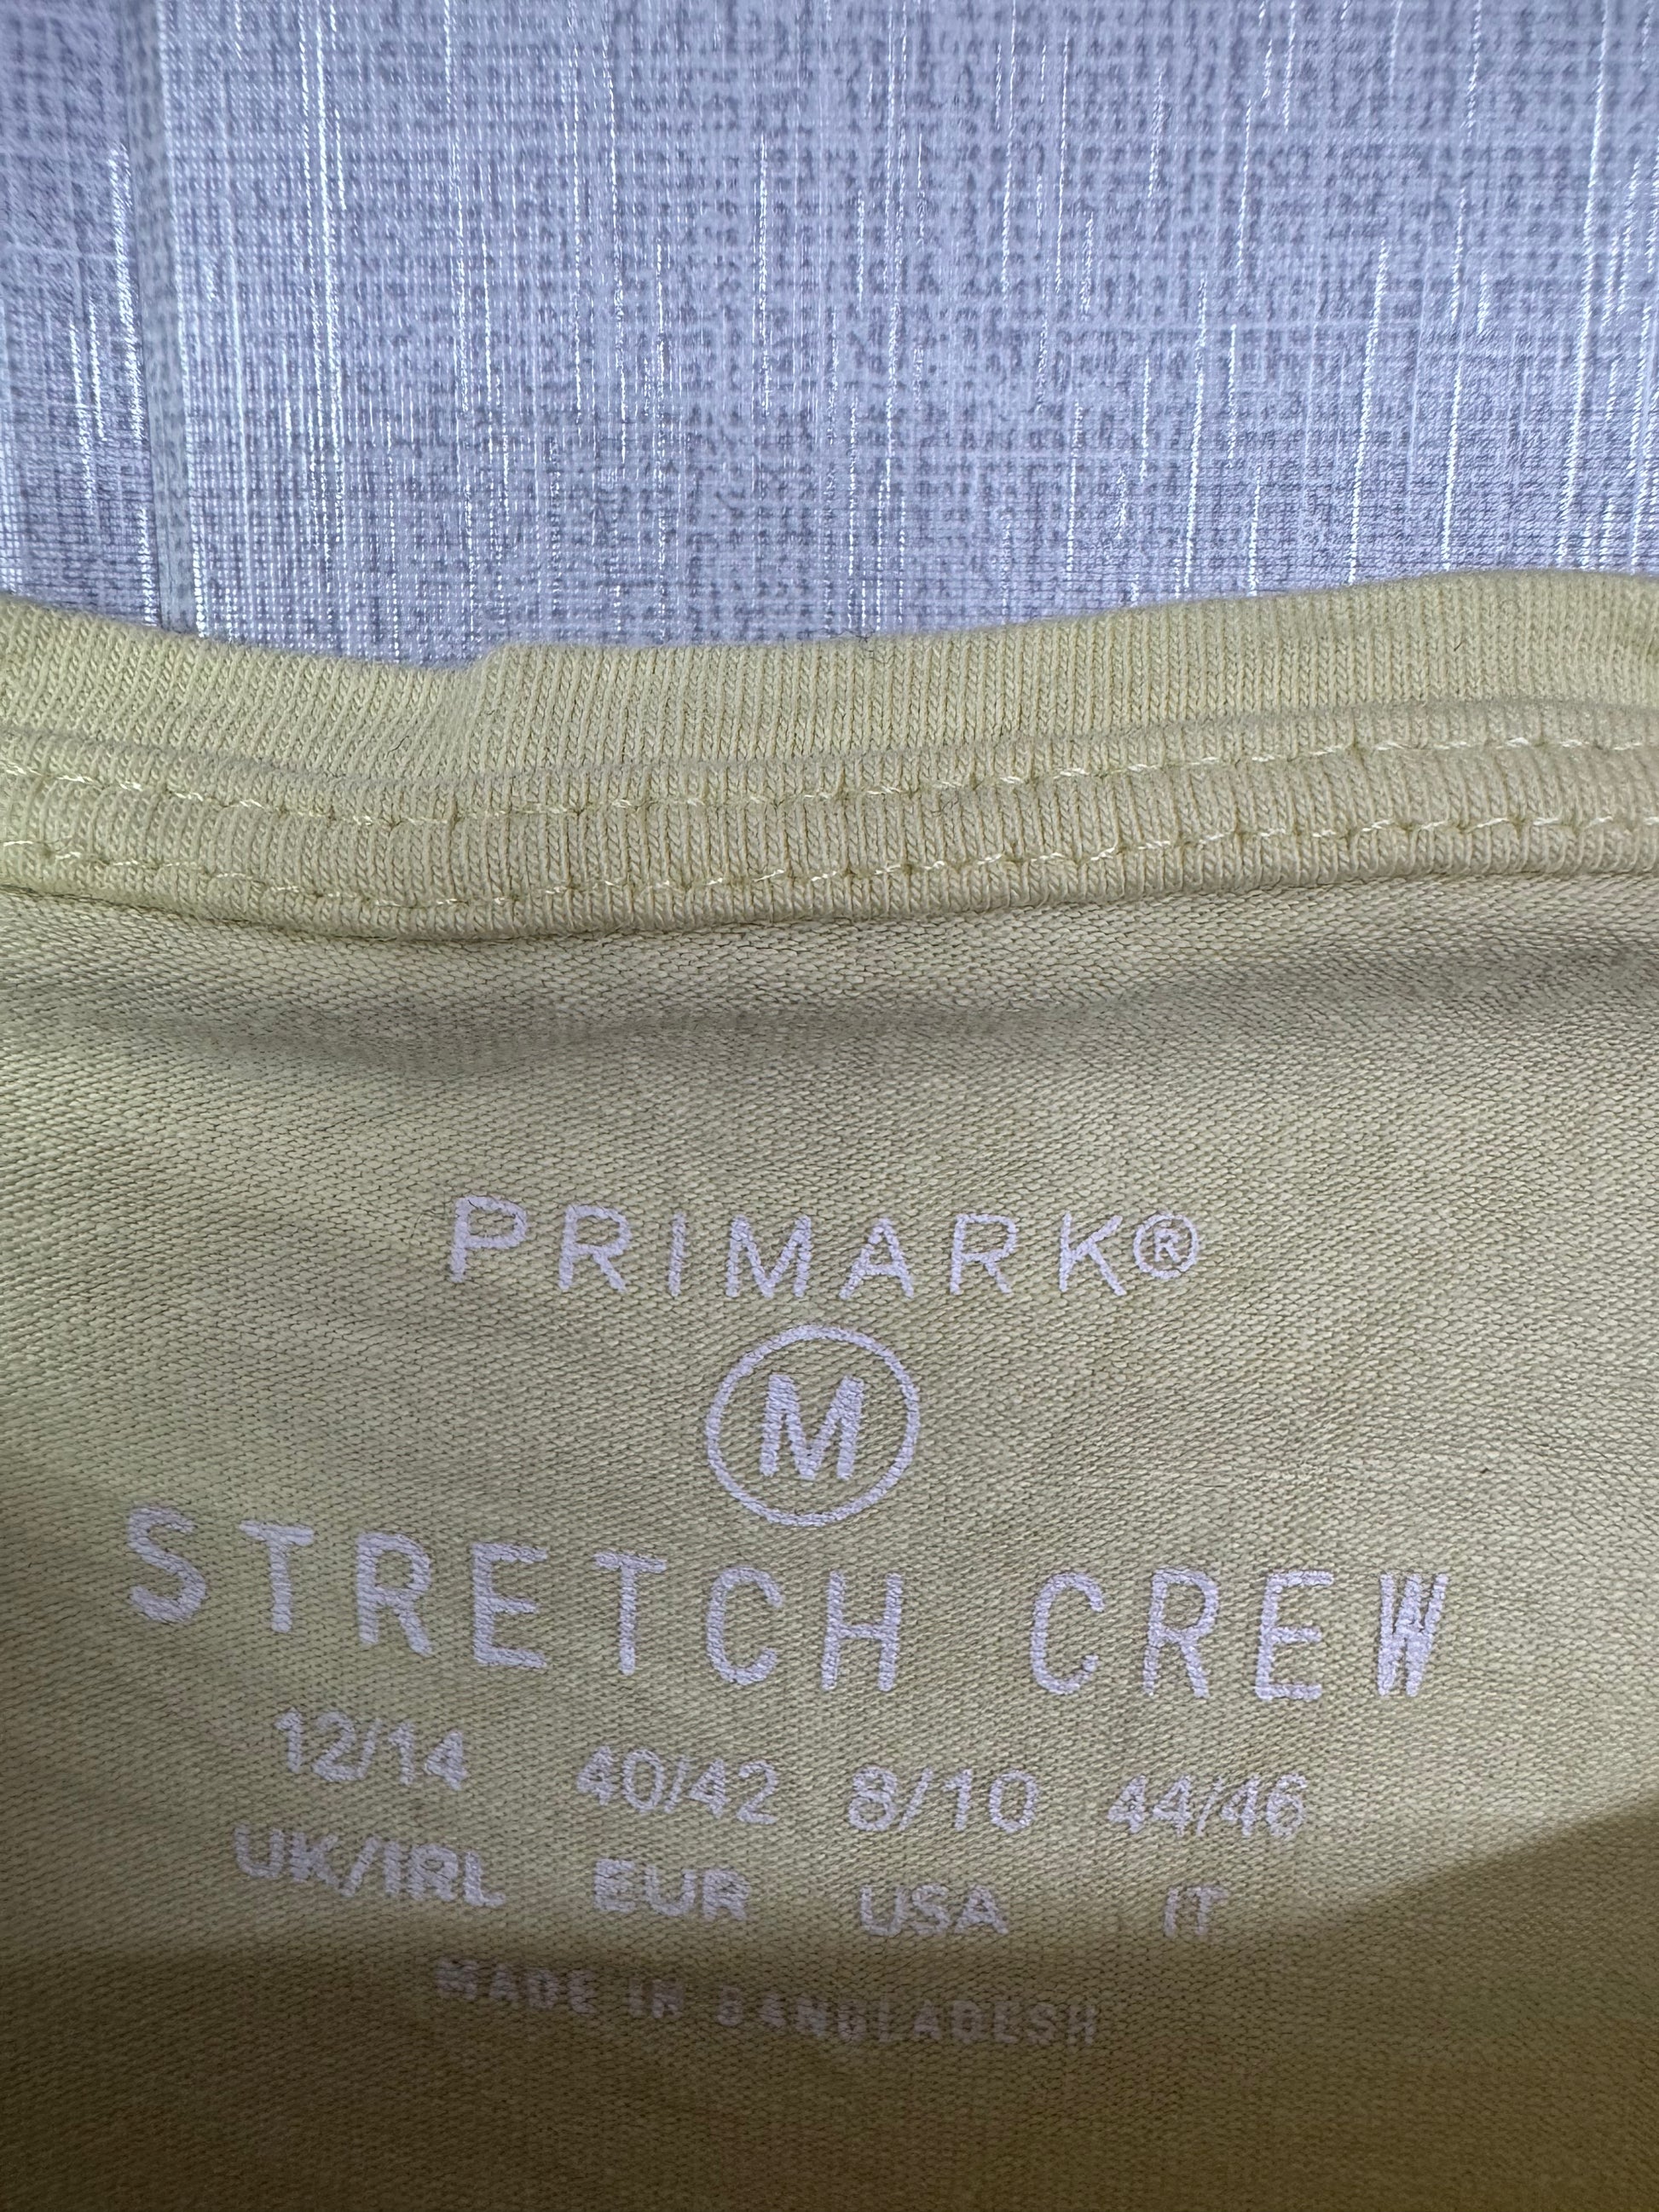 PRIMARK®
M
STRETCH CREW
12/14 40/42 8/10 44/46
UK/IRL EUR USA IT
MADE IN BANGLADESH